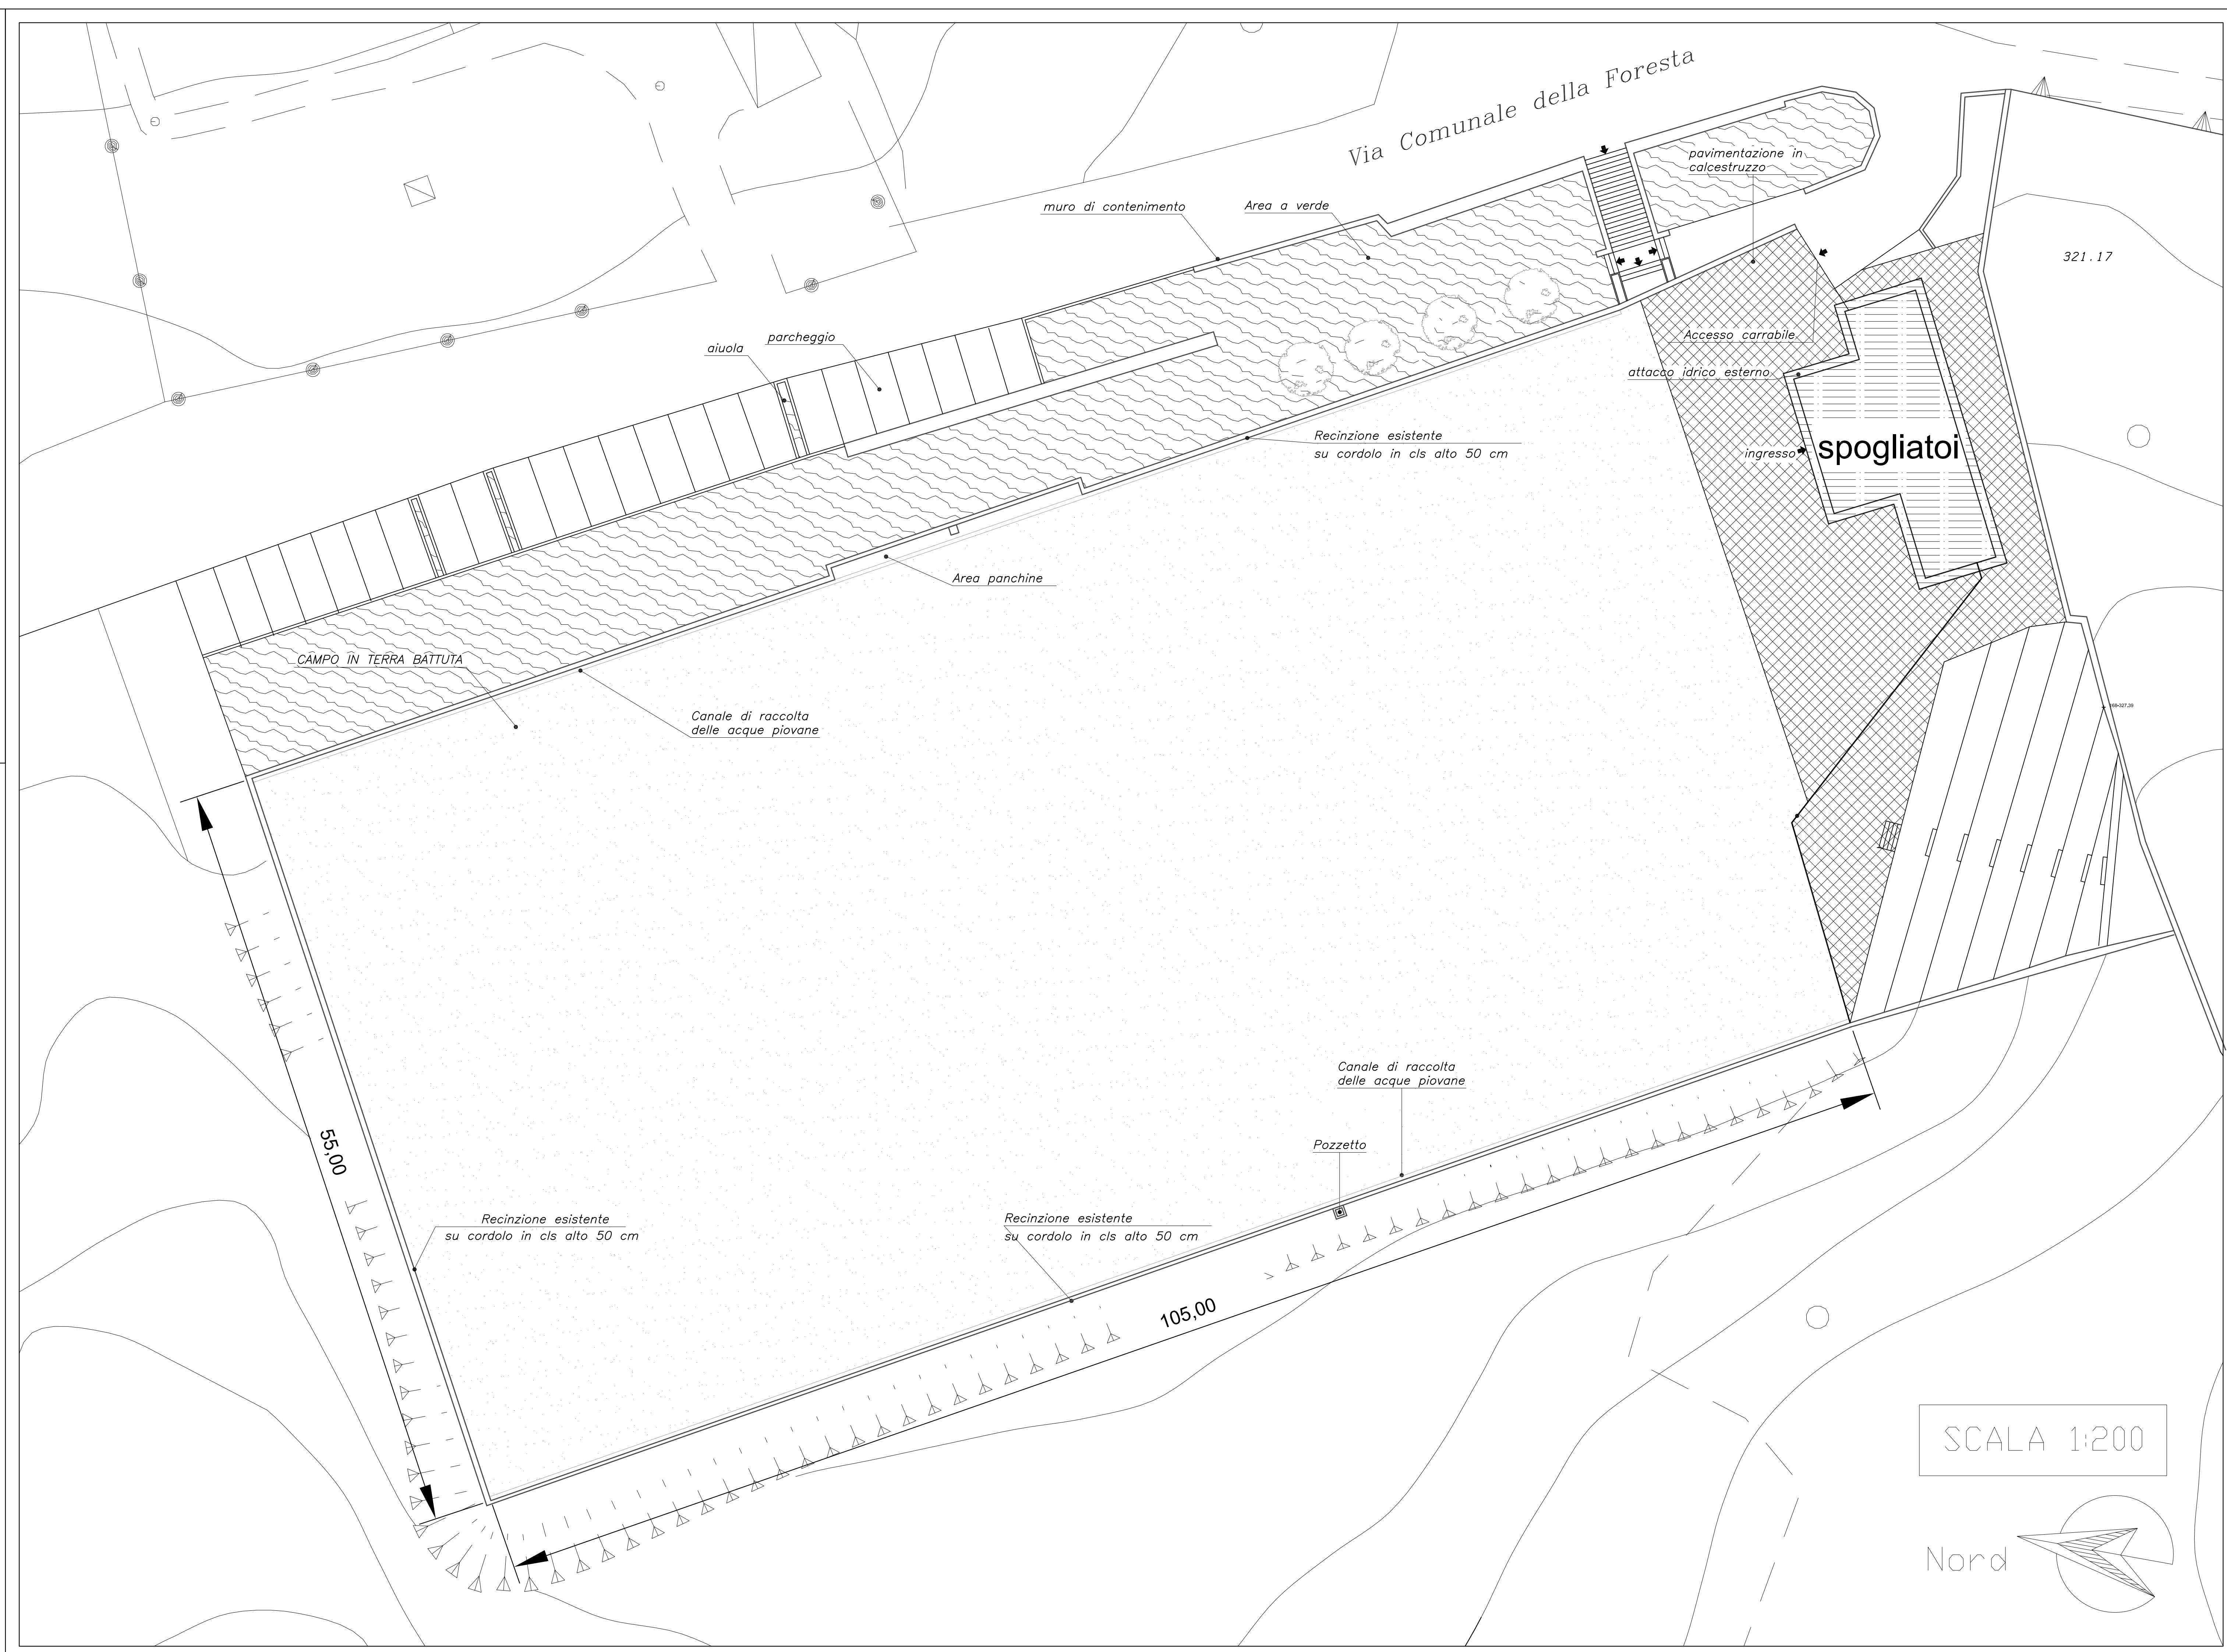 Via Comunale della Foresta
pavimentazione in
calcestruzzo
muro di contenimento
Area a verde
321.17
Accesso carrabile
parcheggio
aiuola
attacco idrico esterno
Recinzione esistente
su cordolo in cls alto 50 cm
ingresso
spogliatoi
Area panchine
CAMPO IN TERRA BATTUTA
Canale di raccolta
delle acque piovane
Canale di raccolta
delle acque piovane
55,00
Pozzetto
Recinzione esistente
su cordolo in cls alto 50 cm
Recinzione esistente
su cordolo in cls alto 50 cm
105,00
SCALA 1:200
Nord